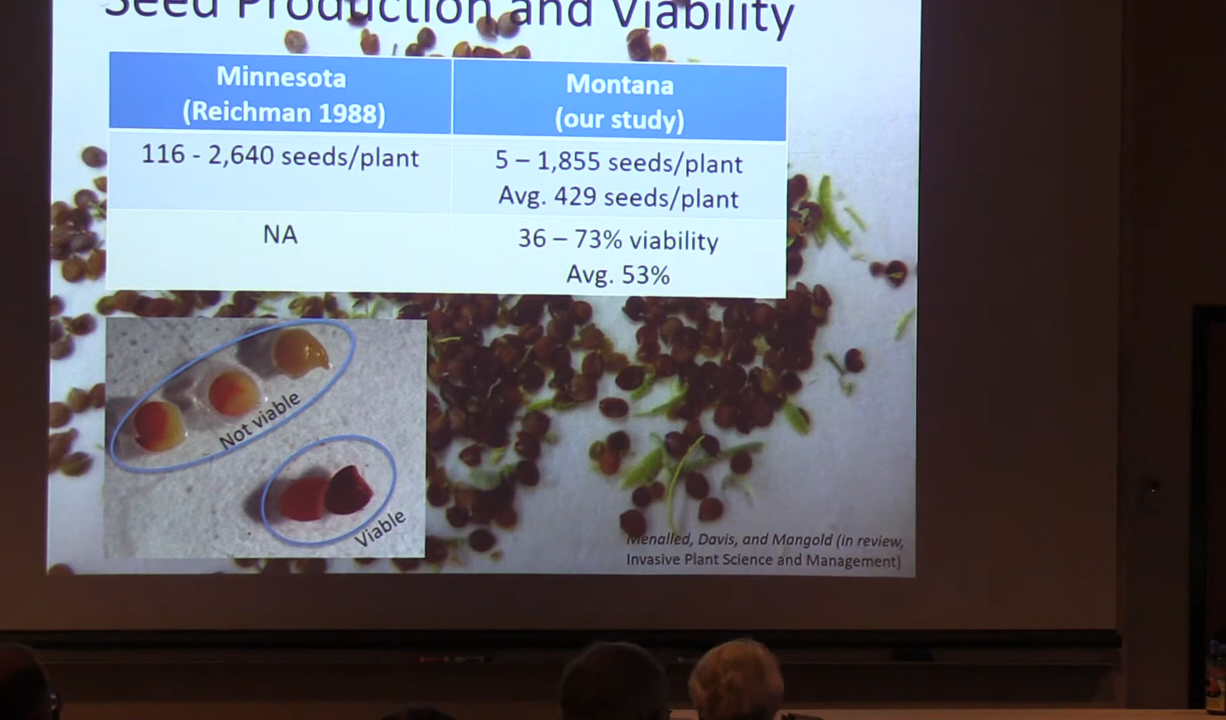 Seed Production and Viability
Minnesota
(Reichman 1988)
Montana
(our study)
116 - 2,640 seeds/plant
5 – 1,855 seeds/plant
Avg. 429 seeds/plant
NA
36 – 73% viability
Avg. 53%
Not viable
Viable
Menalled, Davis, and Mangold (in review,
Invasive Plant Science and Management)